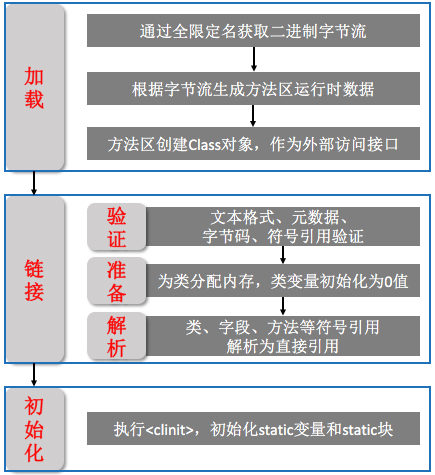 加载
通过全限定名获取二进制字节流
根据字节流生成方法区运行时数据
方法区创建Class对象，作为外部访问接口
链接
验证
文本格式、元数据、
字节码、符号引用验证
准备
为类分配内存，类变量初始化为0值
解析
类、字段、方法等符号引用
解析为直接引用
初始化
执行<clinit>，初始化static变量和static块